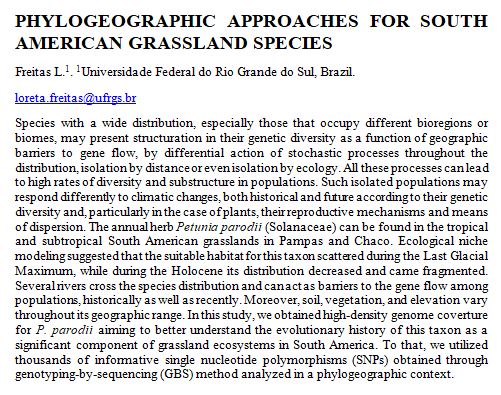 PHYLOGEOGRAPHIC APPROACHES FOR SOUTH
AMERICAN GRASSLAND SPECIES
Freitas L.1. 1Universidade Federal do Rio Grande do Sul, Brazil.
loreta.freitas@ufrgs.br
Species with a wide distribution, especially those that occupy different bioregions or
biomes, may present structuration in their genetic diversity as a function of geographic
barriers to gene flow, by differential action of stochastic processes throughout the
distribution, isolation by distance or even isolation by ecology. All these processes can lead
to high rates of diversity and substructure in populations. Such isolated populations may
respond differently to climatic changes, both historical and future according to their genetic
diversity and, particularly in the case of plants, their reproductive mechanisms and means
of dispersion. The annual herb Petunia parodii (Solanaceae) can be found in the tropical
and subtropical South American grasslands in Pampas and Chaco. Ecological niche
modeling suggested that the suitable habitat for this taxon scattered during the Last Glacial
Maximum, while during the Holocene its distribution decreased and came fragmented.
Several rivers cross the species distribution and can act as barriers to the gene flow among
populations, historically as well as recently. Moreover, soil, vegetation, and elevation vary
throughout its geographic range. In this study, we obtained high-density genome coverture
for P. parodii aiming to better understand the evolutionary history of this taxon as a
significant component of grassland ecosystems in South America. To that, we utilized
thousands of informative single nucleotide polymorphisms (SNPs) obtained through
genotyping-by-sequencing (GBS) method analyzed in a phylogeographic context.